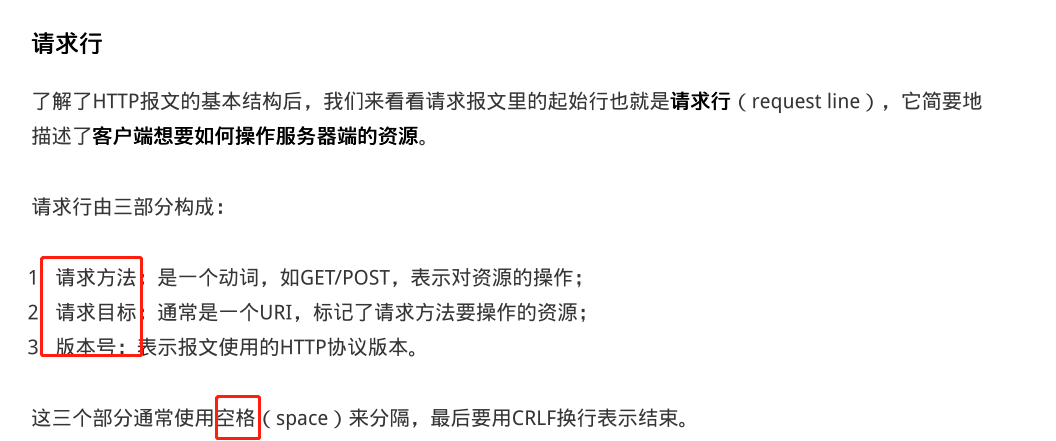 请求行
了解了HTTP报文的基本结构后，我们来看看请求报文里的起始行也就是请求行（request line），它简要地
描述了客户端想要如何操作服务器端的资源。
请求行由三部分构成：
1 请求方法：是一个动词，如GET/POST，表示对资源的操作；
2 请求目标：通常是一个URI，标记了请求方法要操作的资源；
3 版本号：表示报文使用的HTTP协议版本。
这三个部分通常使用空格（space）来分隔，最后要用CRLF换行表示结束。